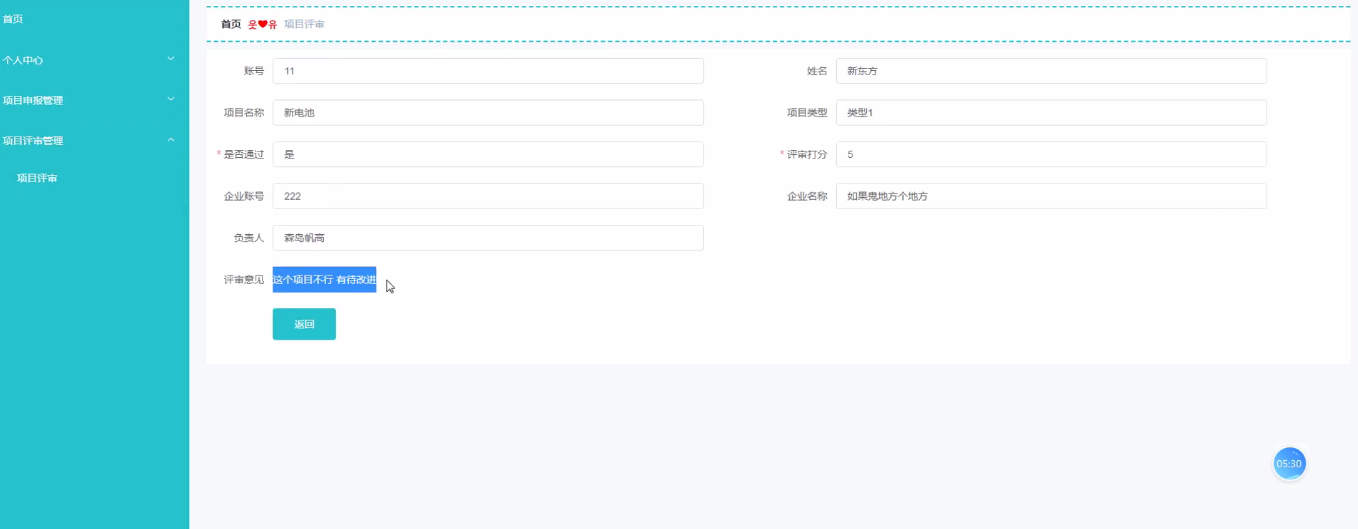 首页
个人中心
项目申报管理
项目评审管理
项目评审
首页 웃❤유 项目评审
账号 11 姓名 新东方
项目名称 新电池 项目类型 类型1
* 是否通过 是 * 评审打分 5
企业账号 222 企业名称 如果鬼地方个地方
负责人 森岛帆高
评审意见 这个项目不行 有待改进
返回
05:30